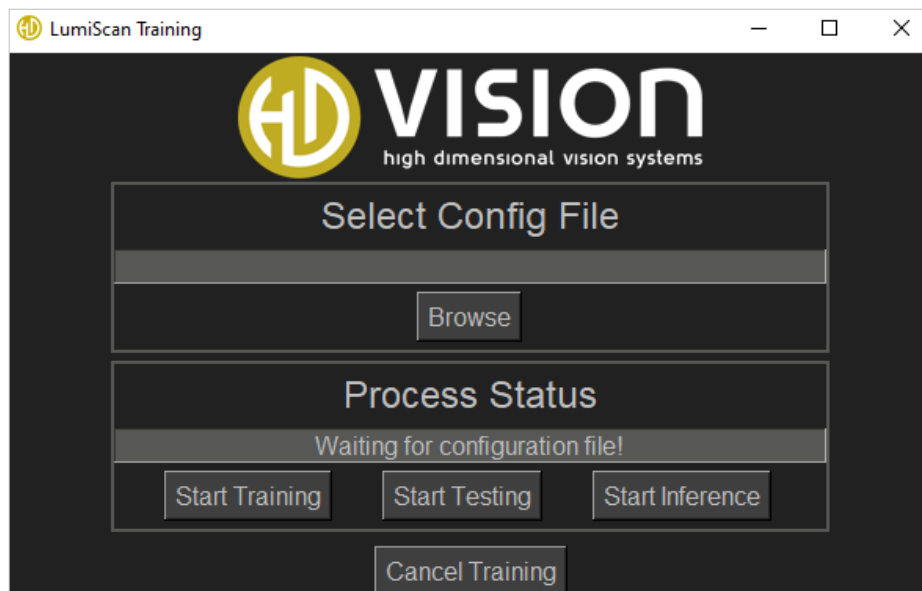 LumiScan Training
HD VISION
high dimensional vision systems
Select Config File
Browse
Process Status
Waiting for configuration file!
Start Training Start Testing Start Inference
Cancel Training